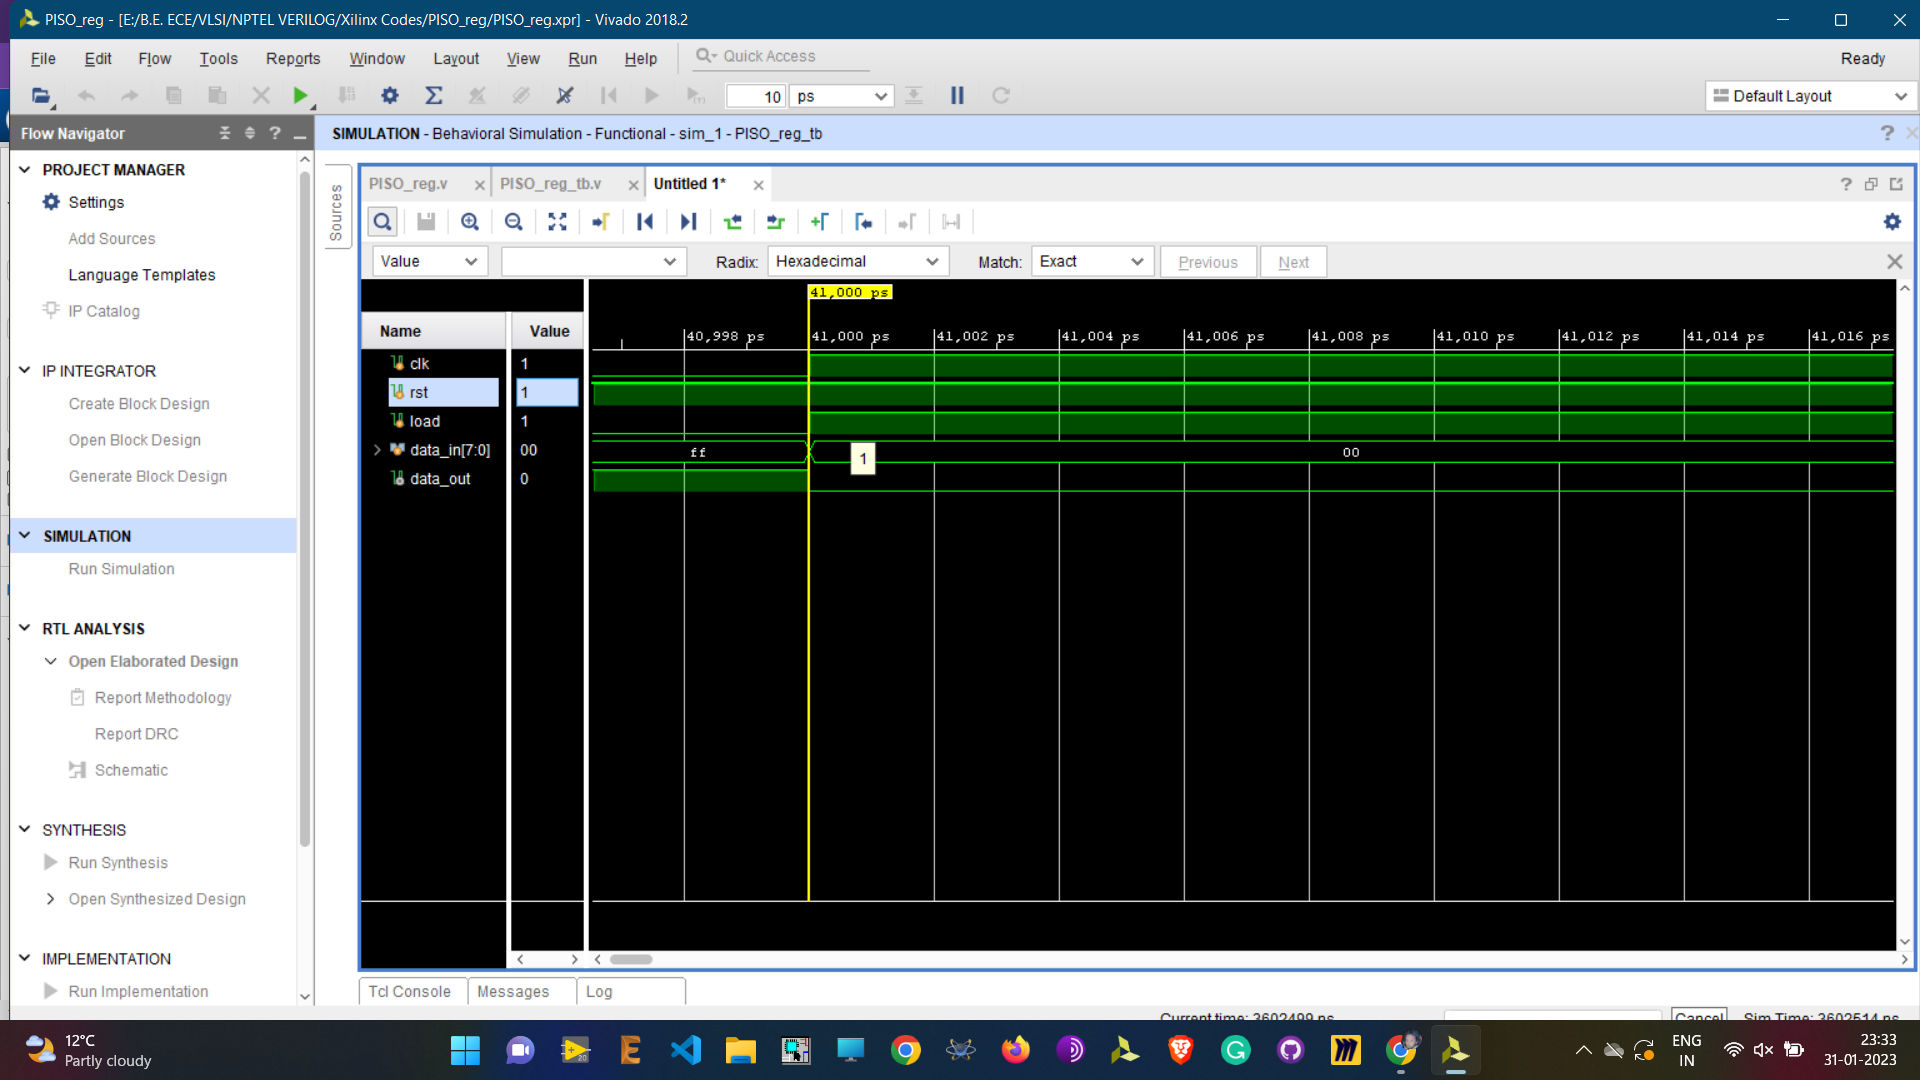 PISO_reg - [E:/B.E. ECE/VLSI/NPTEL VERILOG/Xilinx Codes/PISO_reg/PISO_reg.xpr] - Vivado 2018.2
File Edit Flow Tools Reports Window Layout View Run Help Quick Access Ready
10 ps Default Layout
Flow Navigator
SIMULATION - Behavioral Simulation - Functional - sim_1 - PISO_reg_tb
PROJECT MANAGER
Settings
Add Sources
Language Templates
IP Catalog
IP INTEGRATOR
Create Block Design
Open Block Design
Generate Block Design
SIMULATION
Run Simulation
RTL ANALYSIS
Open Elaborated Design
Report Methodology
Report DRC
Schematic
SYNTHESIS
Run Synthesis
Open Synthesized Design
IMPLEMENTATION
Run Implementation
Sources
PISO_reg.v PISO_reg_tb.v Untitled 1*
Value Radix: Hexadecimal Match: Exact Previous Next
41,000 ps
Name Value
40,998 ps 41,000 ps 41,002 ps 41,004 ps 41,006 ps 41,008 ps 41,010 ps 41,012 ps 41,014 ps 41,016 ps
clk 1
rst 1
load 1
data_in[7:0] 00 ff 00
1
data_out 0
Tcl Console Messages Log
Current time: 3602499 ns Cancel Sim Time: 3602514 ns
12°C
Partly cloudy
ENG
IN
23:33
31-01-2023